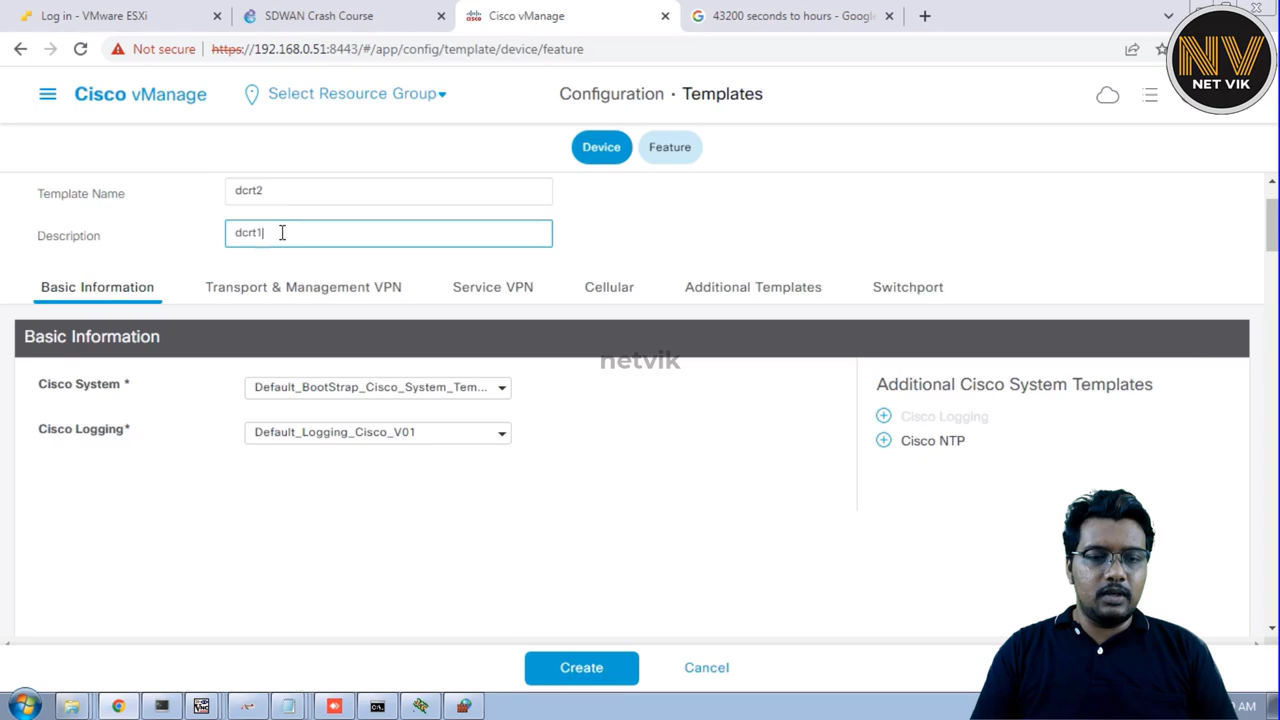 Log in - VMware ESXi
SDWAN Crash Course
Cisco vManage
43200 seconds to hours - Google
Not secure
https://192.168.0.51:8443/#/app/config/template/device/feature
NV
NET VIK
Cisco vManage
Select Resource Group
Configuration · Templates
Device
Feature
Template Name
dcrt2
Description
dcrt1
Basic Information
Transport & Management VPN
Service VPN
Cellular
Additional Templates
Switchport
Basic Information
netvik
Cisco System *
Default_BootStrap_Cisco_System_Tem...
Additional Cisco System Templates
Cisco Logging
Cisco Logging*
Default_Logging_Cisco_V01
Cisco NTP
Create
Cancel
AM